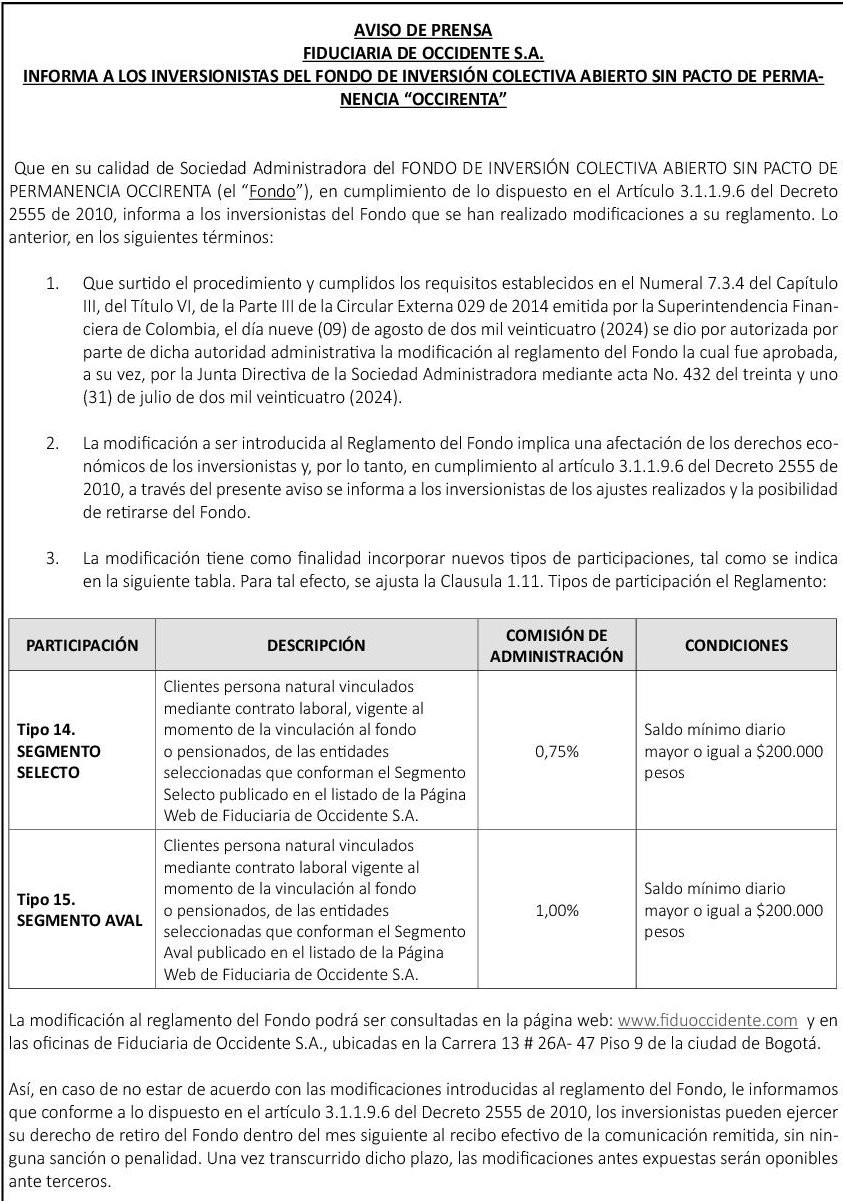 AVISO DE PRENSA
FIDUCIARIA DE OCCIDENTE S.A.
INFORMA A LOS INVERSIONISTAS DEL FONDO DE INVERSIÓN COLECTIVA ABIERTO SIN PACTO DE PERMA-
NENCIA “OCCIRENTA”
Que en su calidad de Sociedad Administradora del FONDO DE INVERSIÓN COLECTIVA ABIERTO SIN PACTO DE
PERMANENCIA OCCIRENTA (el “Fondo”), en cumplimiento de lo dispuesto en el Artículo 3.1.1.9.6 del Decreto
2555 de 2010, informa a los inversionistas del Fondo que se han realizado modificaciones a su reglamento. Lo
anterior, en los siguientes términos:
1. Que surtido el procedimiento y cumplidos los requisitos establecidos en el Numeral 7.3.4 del Capítulo
III, del Título VI, de la Parte III de la Circular Externa 029 de 2014 emitida por la Superintendencia Finan-
ciera de Colombia, el día nueve (09) de agosto de dos mil veinticuatro (2024) se dio por autorizada por
parte de dicha autoridad administrativa la modificación al reglamento del Fondo la cual fue aprobada,
a su vez, por la Junta Directiva de la Sociedad Administradora mediante acta No. 432 del treinta y uno
(31) de julio de dos mil veinticuatro (2024).
2. La modificación a ser introducida al Reglamento del Fondo implica una afectación de los derechos eco-
nómicos de los inversionistas y, por lo tanto, en cumplimiento al artículo 3.1.1.9.6 del Decreto 2555 de
2010, a través del presente aviso se informa a los inversionistas de los ajustes realizados y la posibilidad
de retirarse del Fondo.
3. La modificación tiene como finalidad incorporar nuevos tipos de participaciones, tal como se indica
en la siguiente tabla. Para tal efecto, se ajusta la Clausula 1.11. Tipos de participación el Reglamento:
PARTICIPACIÓN
DESCRIPCIÓN
COMISIÓN DE
ADMINISTRACIÓN
CONDICIONES
Tipo 14.
SEGMENTO
SELECTO
Clientes persona natural vinculados
mediante contrato laboral, vigente al
momento de la vinculación al fondo
o pensionados, de las entidades
seleccionadas que conforman el Segmento
Selecto publicado en el listado de la Página
Web de Fiduciaria de Occidente S.A.
0,75%
Saldo mínimo diario
mayor o igual a $200.000
pesos
Tipo 15.
SEGMENTO AVAL
Clientes persona natural vinculados
mediante contrato laboral vigente al
momento de la vinculación al fondo
o pensionados, de las entidades
seleccionadas que conforman el Segmento
Aval publicado en el listado de la Página
Web de Fiduciaria de Occidente S.A.
1,00%
Saldo mínimo diario
mayor o igual a $200.000
pesos
La modificación al reglamento del Fondo podrá ser consultadas en la página web: www.fiduoccidente.com y en
las oficinas de Fiduciaria de Occidente S.A., ubicadas en la Carrera 13 # 26A- 47 Piso 9 de la ciudad de Bogotá.
Así, en caso de no estar de acuerdo con las modificaciones introducidas al reglamento del Fondo, le informamos
que conforme a lo dispuesto en el artículo 3.1.1.9.6 del Decreto 2555 de 2010, los inversionistas pueden ejercer
su derecho de retiro del Fondo dentro del mes siguiente al recibo efectivo de la comunicación remitida, sin nin-
guna sanción o penalidad. Una vez transcurrido dicho plazo, las modificaciones antes expuestas serán oponibles
ante terceros.